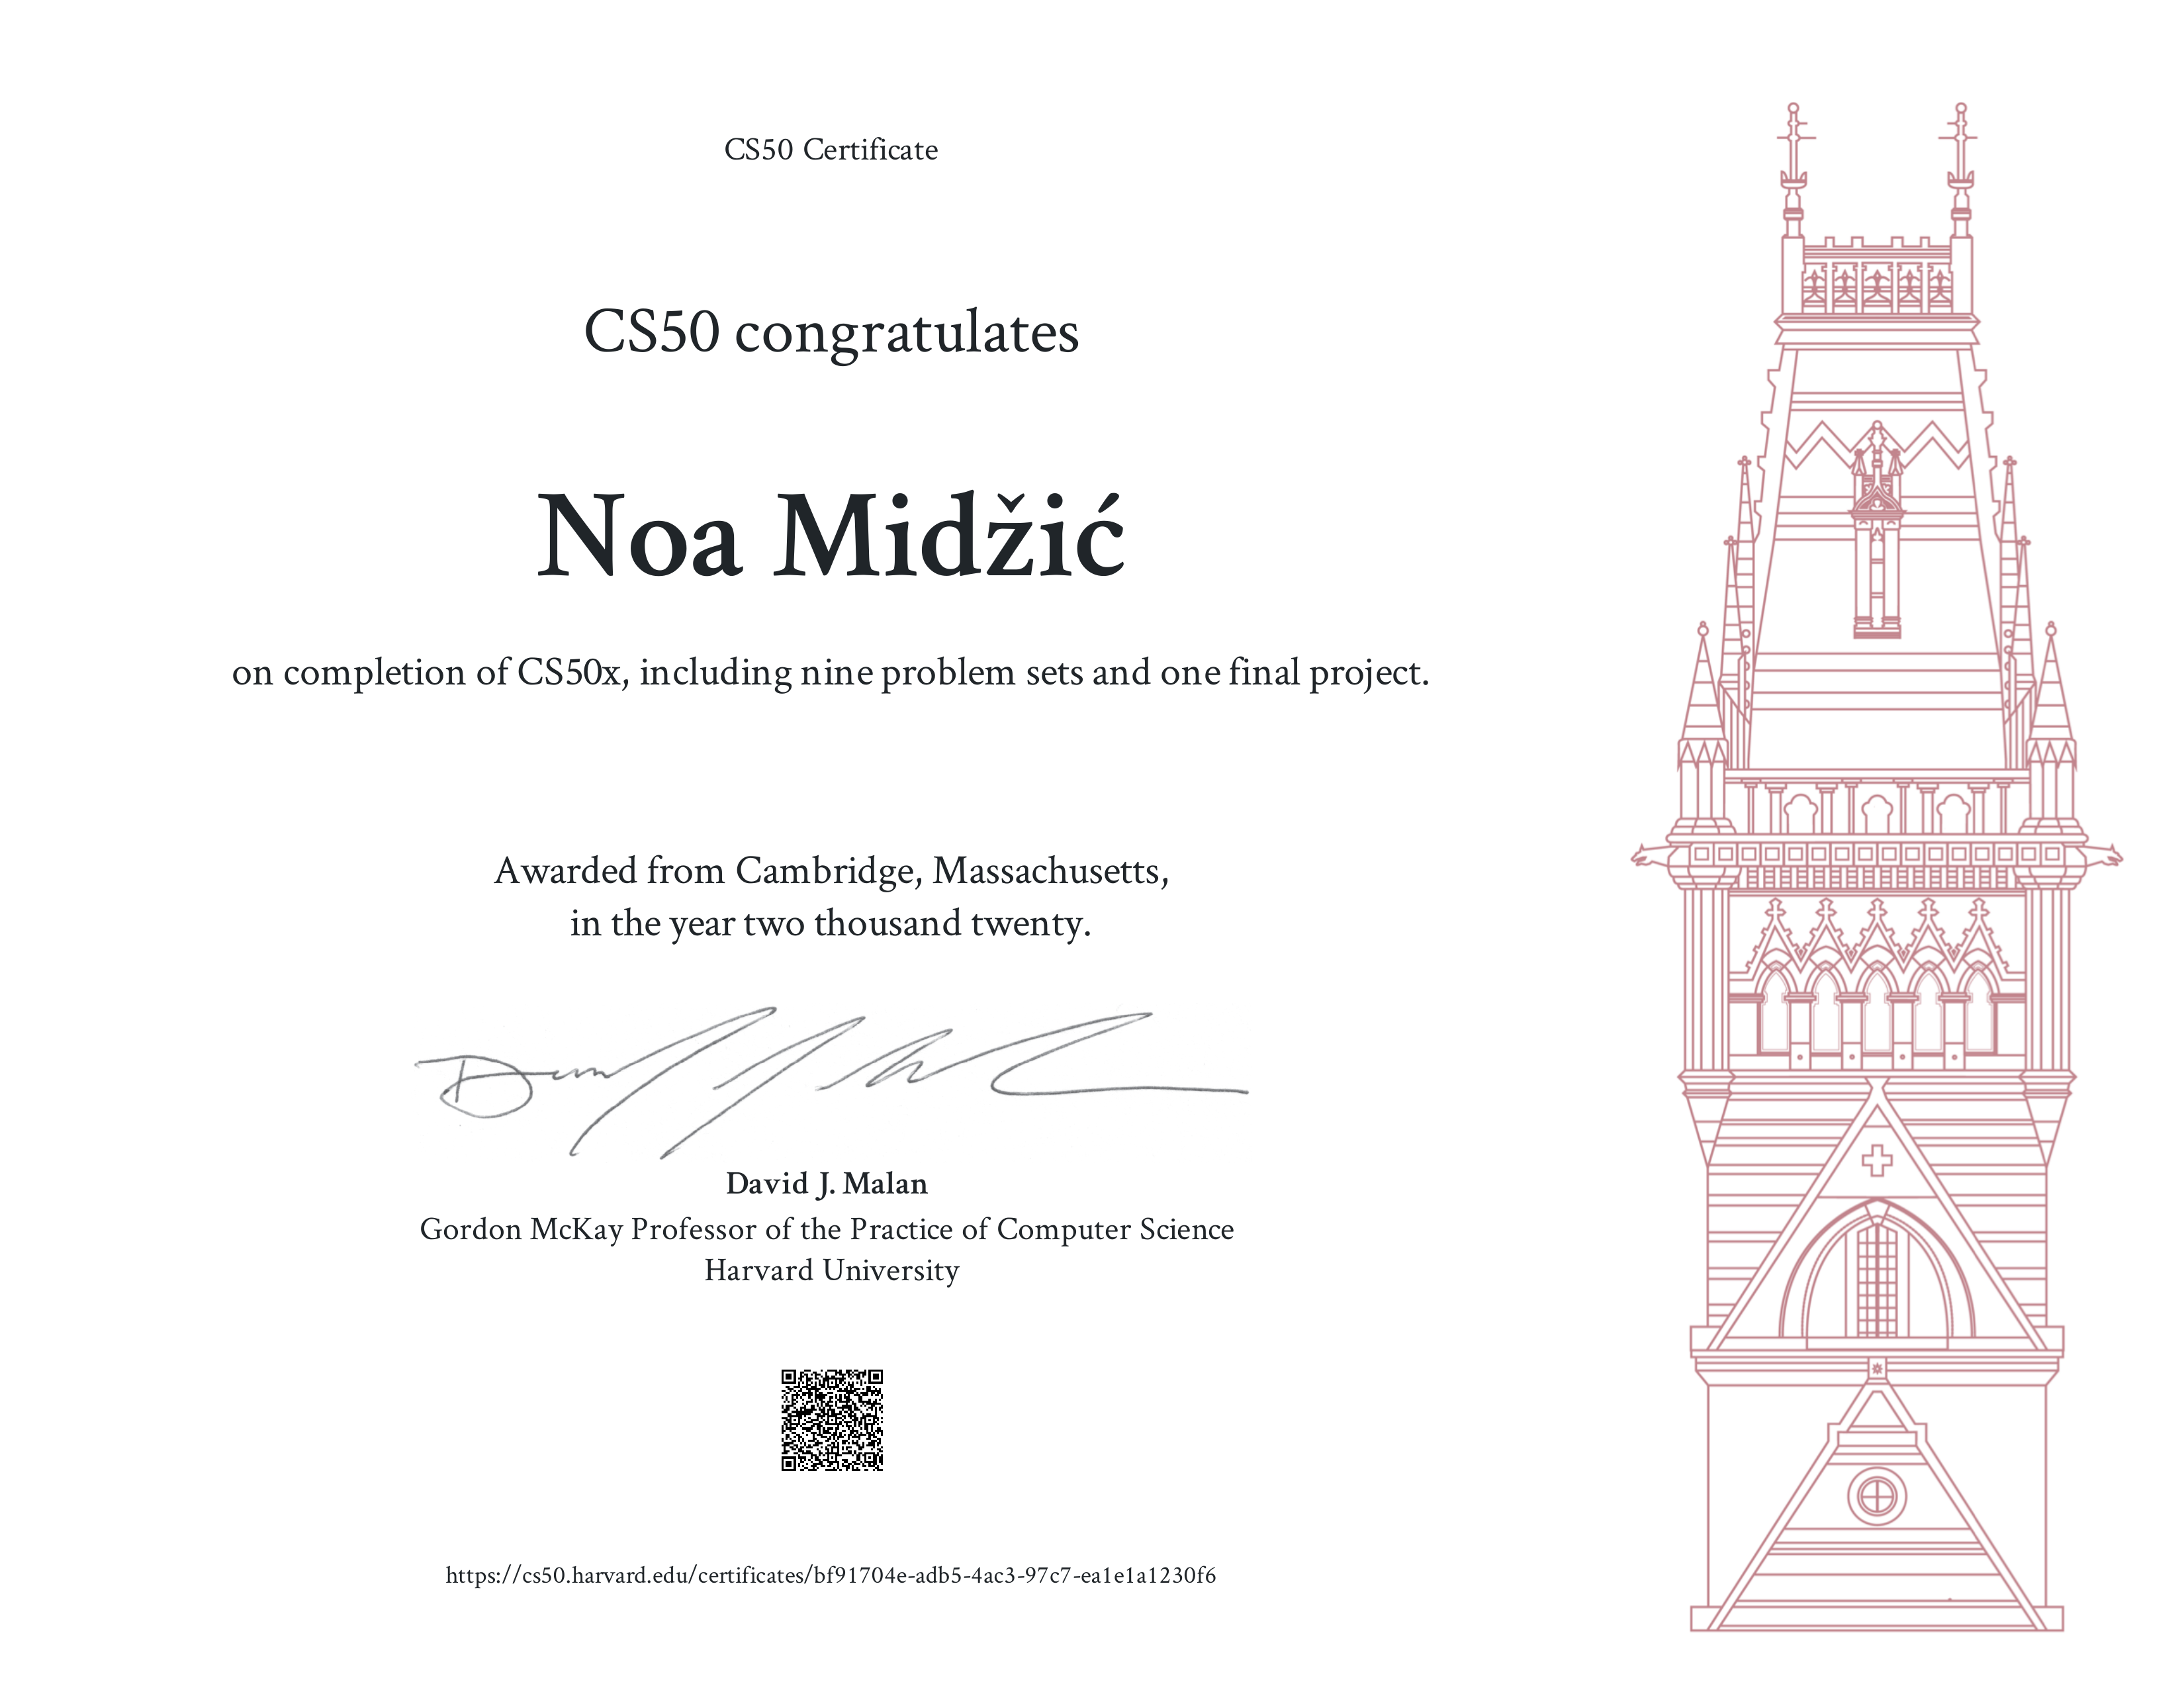 CS50 Certificate
CS50 congratulates
Noa Midžić
on completion of CS50x, including nine problem sets and one final project.
Awarded from Cambridge, Massachusetts,
in the year two thousand twenty.
David J. Malan
Gordon McKay Professor of the Practice of Computer Science
Harvard University
https://cs50.harvard.edu/certificates/bf91704e-adb5-4ac3-97c7-ea1e1a1230f6